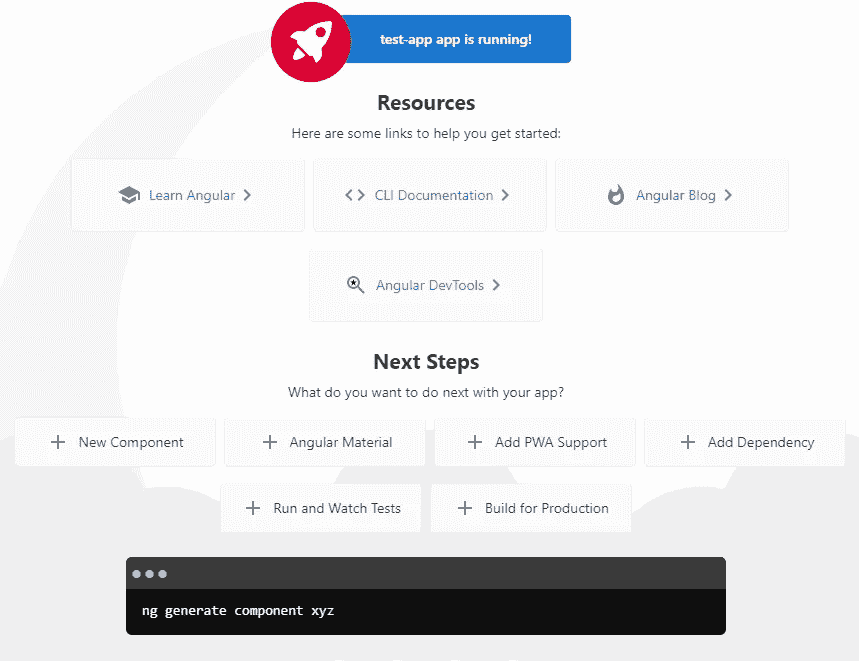 test-app app is running!
Resources
Here are some links to help you get started:
Learn Angular
CLI Documentation
Angular Blog
Angular DevTools
Next Steps
What do you want to do next with your app?
New Component
Angular Material
Add PWA Support
Add Dependency
Run and Watch Tests
Build for Production
ng generate component xyz